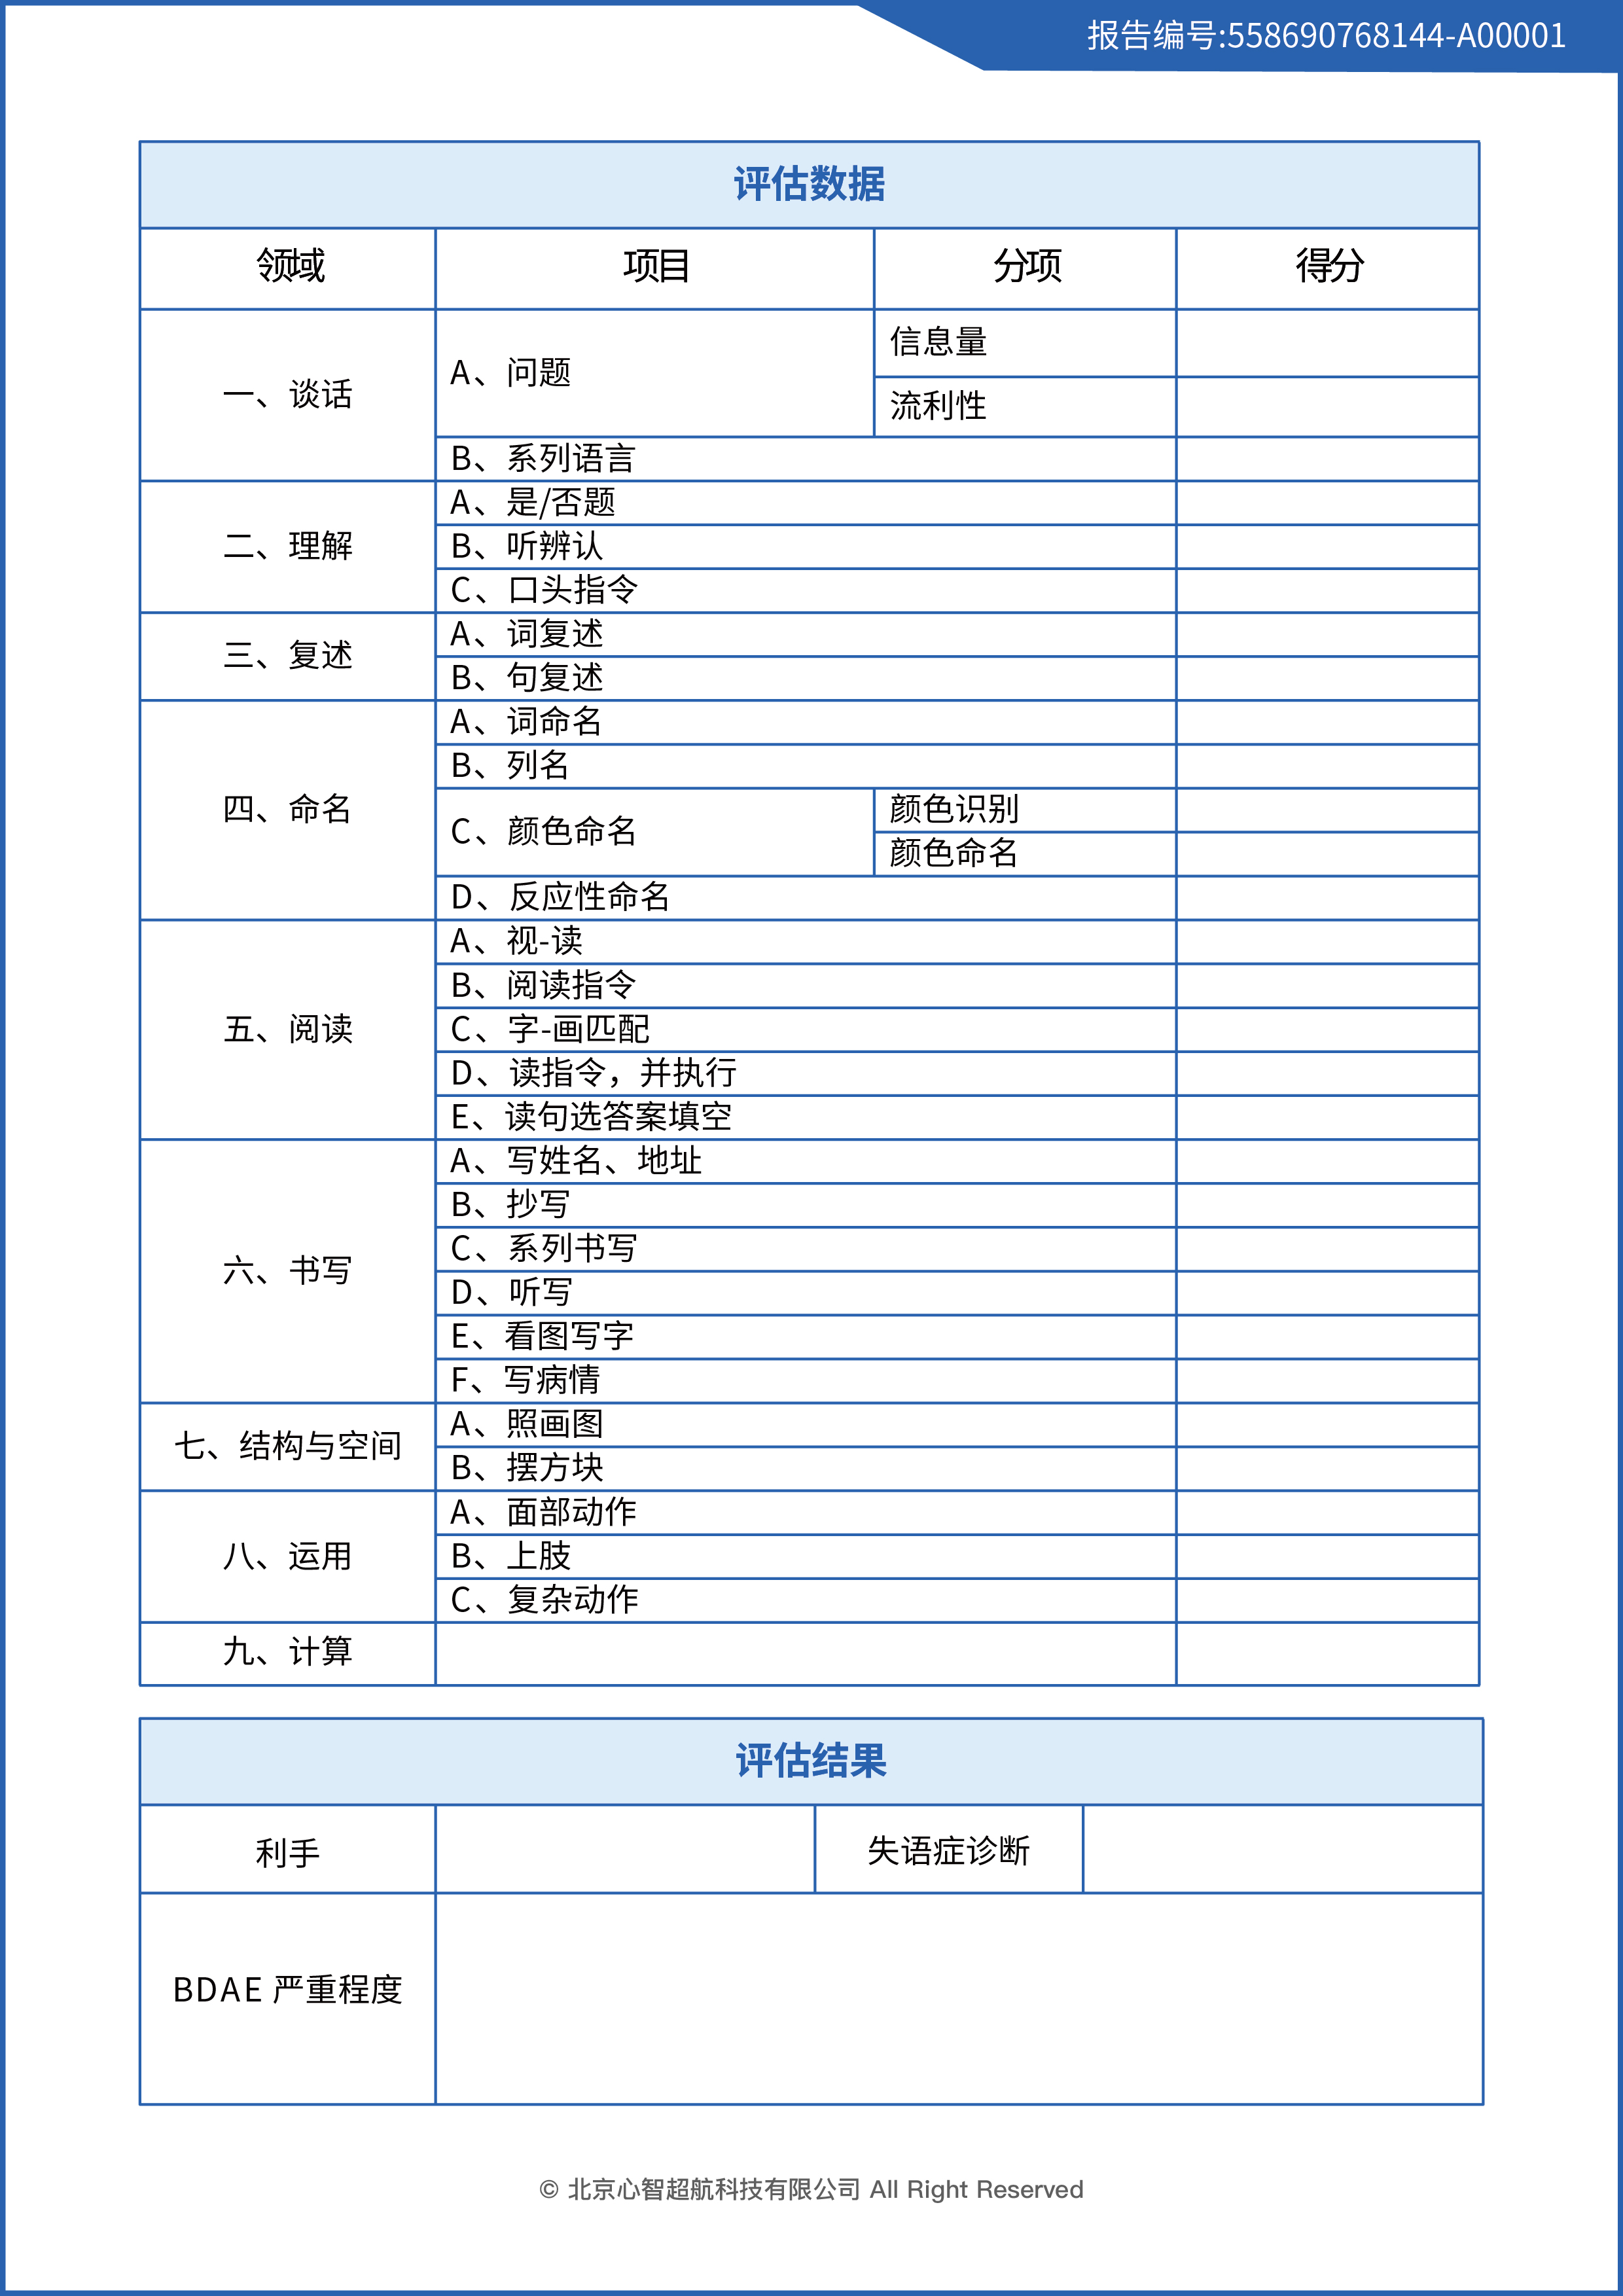 报告编号:558690768144-A00001
评估数据
领域 项目 分项 得分
一、谈话 A、问题 信息量
流利性
B、系列语言
二、理解 A、是/否题
B、听辨认
C、口头指令
三、复述 A、词复述
B、句复述
四、命名 A、词命名
B、列名
C、颜色命名 颜色识别
颜色命名
D、反应性命名
五、阅读 A、视-读
B、阅读指令
C、字-画匹配
D、读指令，并执行
E、读句选答案填空
六、书写 A、写姓名、地址
B、抄写
C、系列书写
D、听写
E、看图写字
F、写病情
七、结构与空间 A、照画图
B、摆方块
八、运用 A、面部动作
B、上肢
C、复杂动作
九、计算
评估结果
利手 失语症诊断
BDAE 严重程度
© 北京心智超航科技有限公司 All Right Reserved